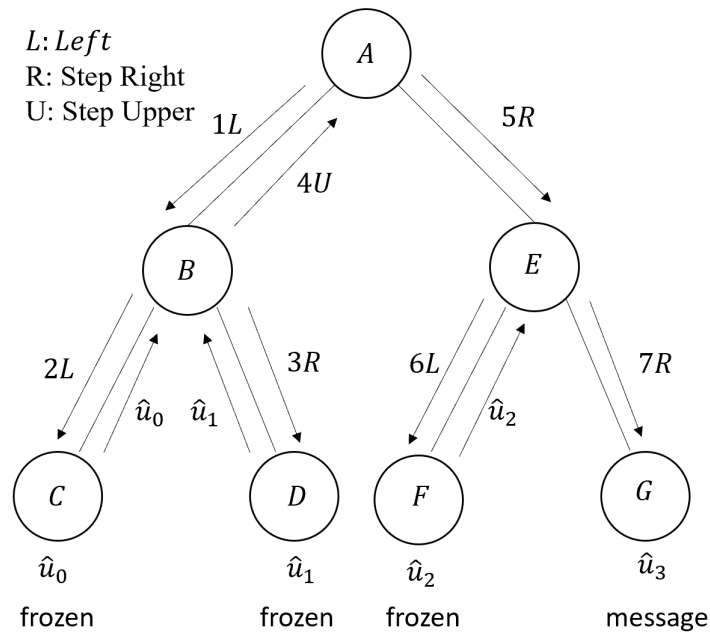 L: Left
R: Step Right
U: Step Upper
A
1L
5R
4U
B
E
2L
3R
6L
7R
û₀
û₁
û₂
C
D
F
G
û₀
û₁
û₂
û₃
frozen
frozen
frozen
message